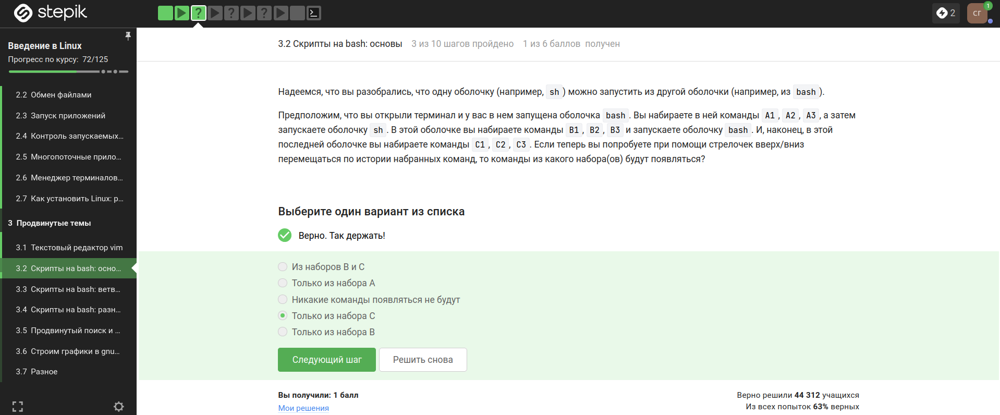 stepik
2
СГ
1
Введение в Linux
Прогресс по курсу: 72/125
2.2 Обмен файлами
2.3 Запуск приложений
2.4 Контроль запускаемых…
2.5 Многопоточные прило…
2.6 Менеджер терминалов…
2.7 Как установить Linux: р…
3 Продвинутые темы
3.1 Текстовый редактор vim
3.2 Скрипты на bash: осно…
3.3 Скрипты на bash: ветв…
3.4 Скрипты на bash: разн…
3.5 Продвинутый поиск и …
3.6 Строим графики в gnu…
3.7 Разное
3.2 Скрипты на bash: основы 3 из 10 шагов пройдено 1 из 6 баллов получен
Надеемся, что вы разобрались, что одну оболочку (например, sh) можно запустить из другой оболочки (например, из bash ).
Предположим, что вы открыли терминал и у вас в нем запущена оболочка bash. Вы набираете в ней команды A1, A2, A3, а затем
запускаете оболочку sh. В этой оболочке вы набираете команды B1, B2, B3 и запускаете оболочку bash. И, наконец, в этой
последней оболочке вы набираете команды C1, C2, C3. Если теперь вы попробуете при помощи стрелочек вверх/вниз
перемещаться по истории набранных команд, то команды из какого набора(ов) будут появляться?
Выберите один вариант из списка
Верно. Так держать!
Из наборов B и C
Только из набора A
Никакие команды появляться не будут
Только из набора C
Только из набора B
Следующий шаг
Решить снова
Вы получили: 1 балл
Мои решения
Верно решили 44 312 учащихся
Из всех попыток 63% верных